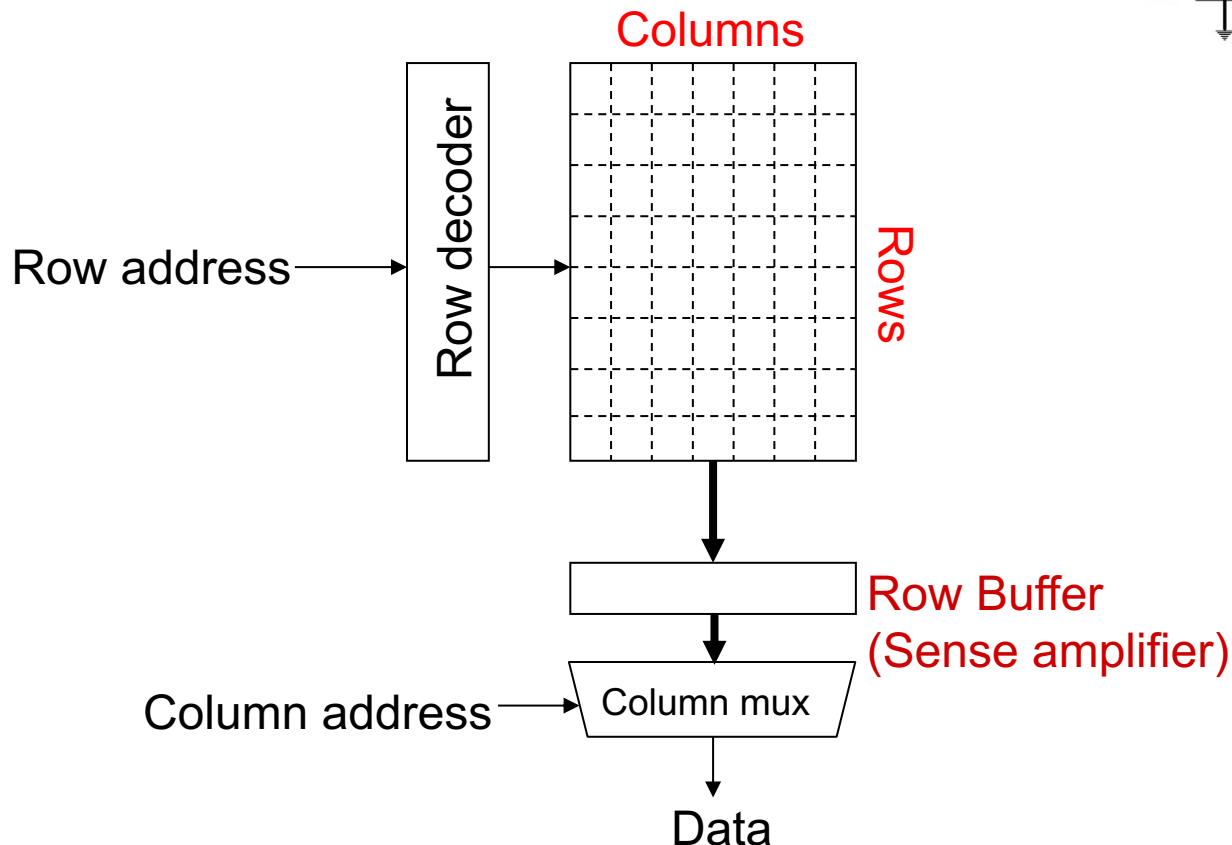 Columns
Row decoder
Row address
Rows
Row Buffer
(Sense amplifier)
Column address
Column mux
Data